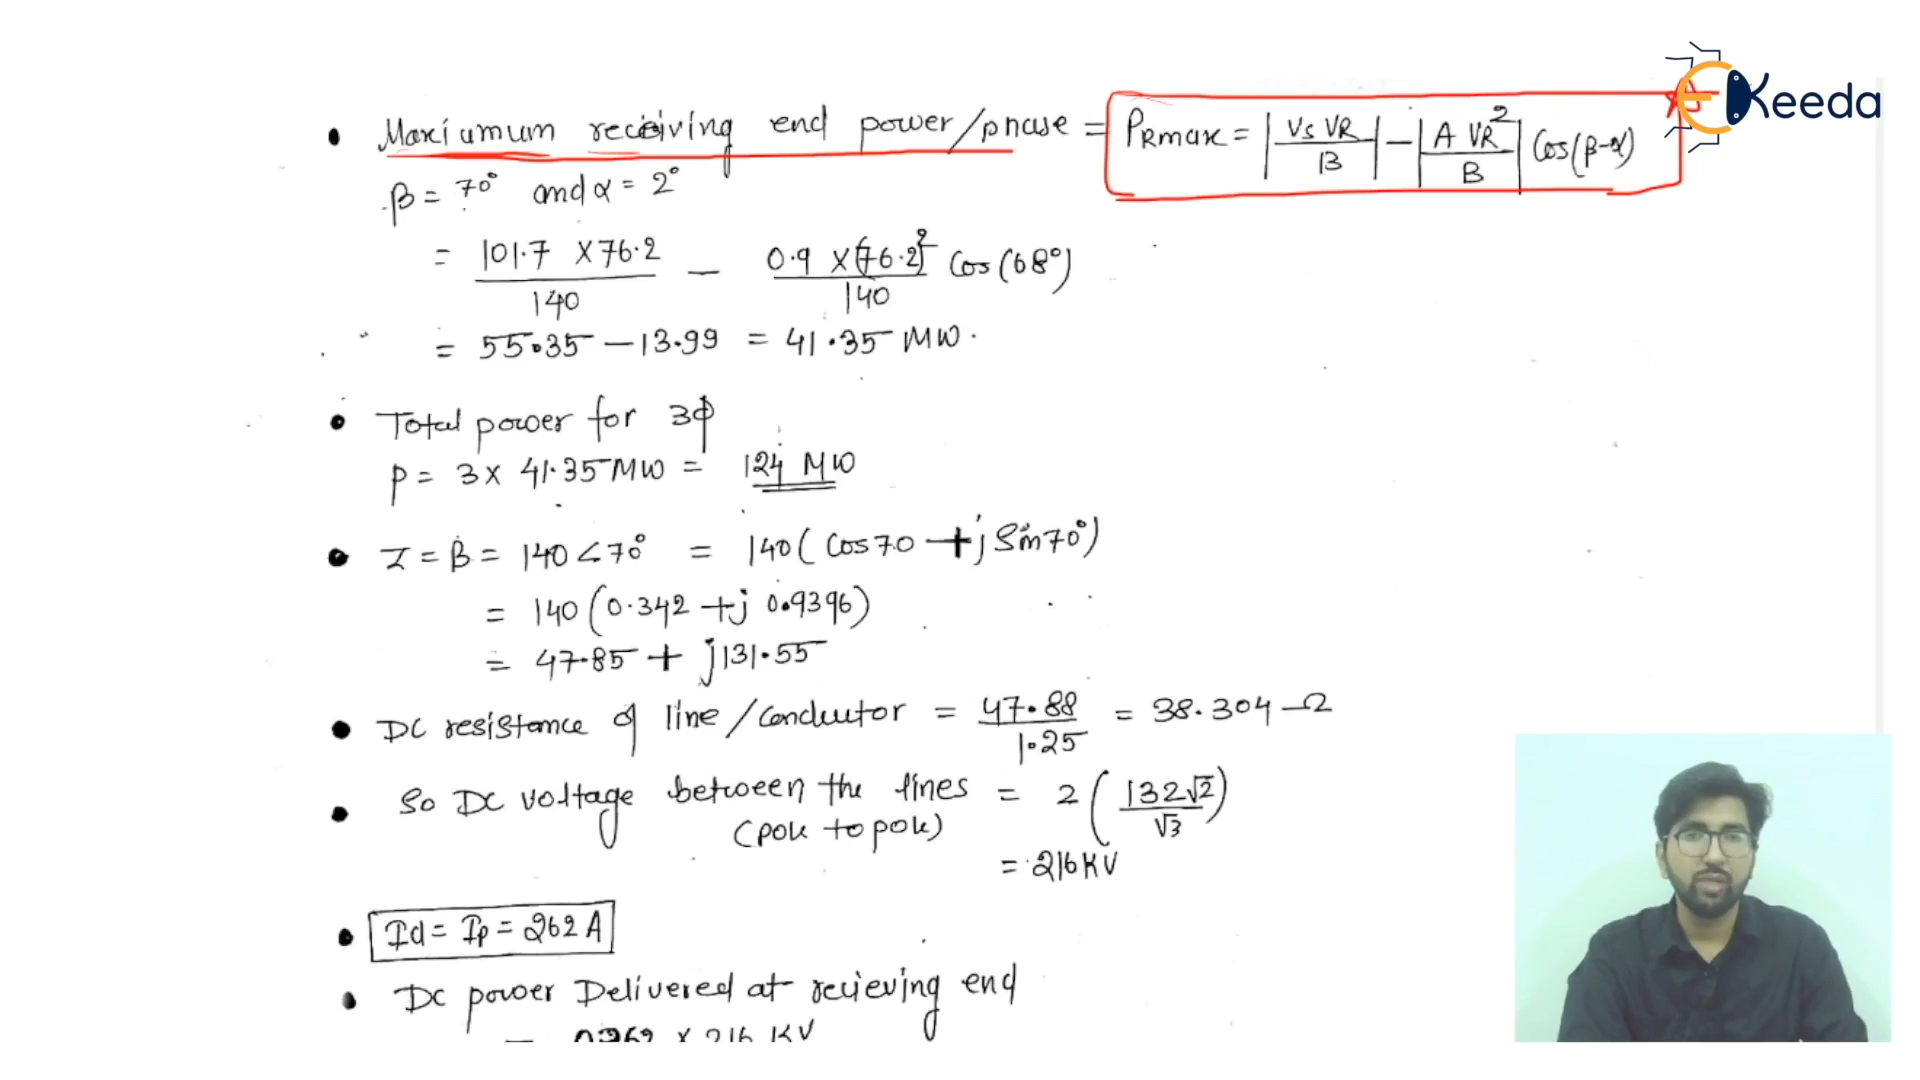 Keeda
• Maxiumum receiving end power/phase = PRmax = |Vs VR / B| - |A VR² / B| Cos(β-α)
β = 70° and α = 2°
= 101.7 × 76.2 / 140 - 0.9 × (76.2)² / 140 Cos(68°)
= 55.35 - 13.99 = 41.35 MW.
• Total power for 3ϕ
P = 3 × 41.35 MW = 124 MW
• Z = B = 140 ∠70° = 140 (Cos70 + j Sin70°)
= 140 (0.342 + j 0.9396)
= 47.85 + j131.55
• DC resistance of line/conductor = 47.88 / 1.25 = 38.304 Ω
• So DC voltage between the lines = 2 (132√2 / √3)
(pole to pole)
= 216 KV
• Id = Ip = 262 A
• DC power Delivered at recieving end
= × 216 KV